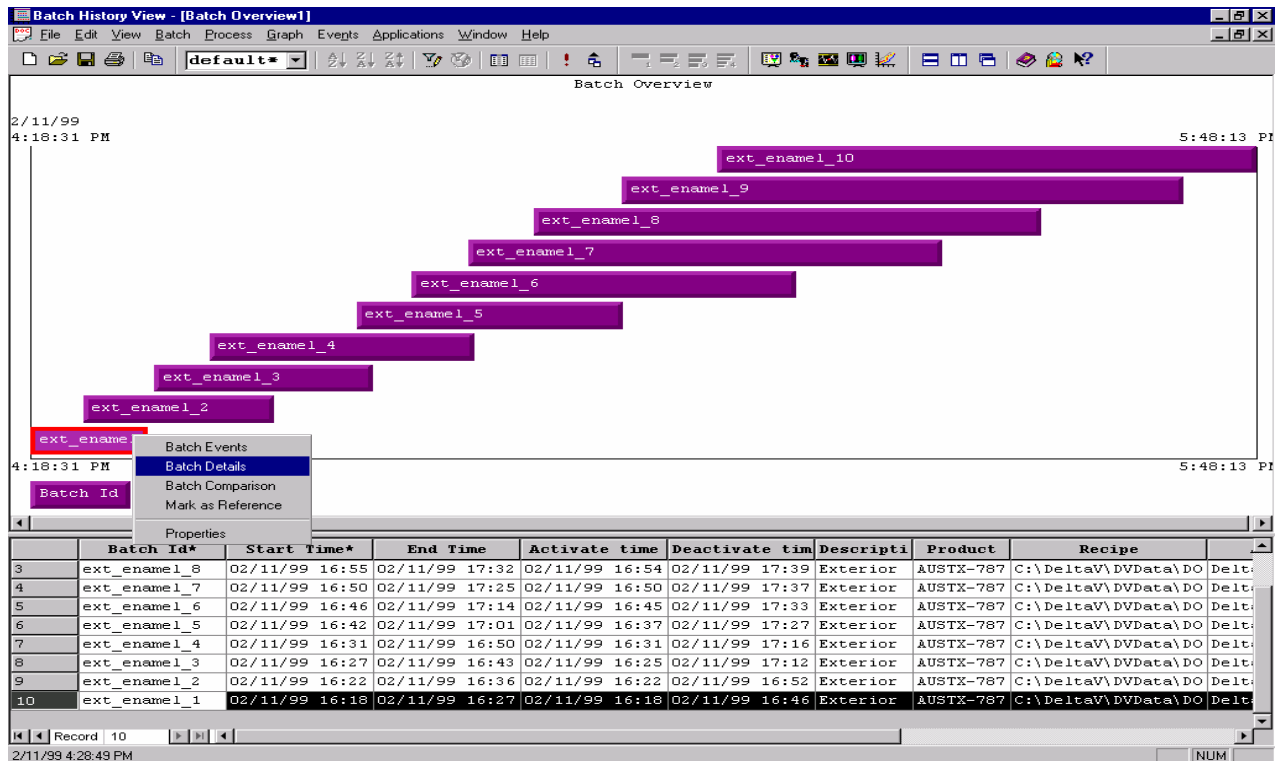 Batch History View - [Batch Overview1]
File Edit View Batch Process Graph Events Applications Window Help
default*
Batch Overview
2/11/99
4:18:31 PM 5:48:13 PM
ext_enamel_10
ext_enamel_9
ext_enamel_8
ext_enamel_7
ext_enamel_6
ext_enamel_5
ext_enamel_4
ext_enamel_3
ext_enamel_2
ext_ename
Batch Events
4:18:31 PM Batch Details 5:48:13 PM
Batch Comparison
Batch Id
Mark as Reference
Properties
Batch Id* Start Time* End Time Activate time Deactivate tim Descripti Product Recipe
3 ext_enamel_8 02/11/99 16:55 02/11/99 17:32 02/11/99 16:54 02/11/99 17:39 Exterior AUSTX-787 C:\DeltaV\DVData\DO Delt
4 ext_enamel_7 02/11/99 16:50 02/11/99 17:25 02/11/99 16:50 02/11/99 17:37 Exterior AUSTX-787 C:\DeltaV\DVData\DO Delt
5 ext_enamel_6 02/11/99 16:46 02/11/99 17:14 02/11/99 16:45 02/11/99 17:33 Exterior AUSTX-787 C:\DeltaV\DVData\DO Delt
6 ext_enamel_5 02/11/99 16:42 02/11/99 17:01 02/11/99 16:37 02/11/99 17:27 Exterior AUSTX-787 C:\DeltaV\DVData\DO Delt
7 ext_enamel_4 02/11/99 16:31 02/11/99 16:50 02/11/99 16:31 02/11/99 17:16 Exterior AUSTX-787 C:\DeltaV\DVData\DO Delt
8 ext_enamel_3 02/11/99 16:27 02/11/99 16:43 02/11/99 16:25 02/11/99 17:12 Exterior AUSTX-787 C:\DeltaV\DVData\DO Delt
9 ext_enamel_2 02/11/99 16:22 02/11/99 16:36 02/11/99 16:22 02/11/99 16:52 Exterior AUSTX-787 C:\DeltaV\DVData\DO Delt
10 ext_enamel_1 02/11/99 16:18 02/11/99 16:27 02/11/99 16:18 02/11/99 16:46 Exterior AUSTX-787 C:\DeltaV\DVData\DO Delt
Record 10
2/11/99 4:28:49 PM NUM